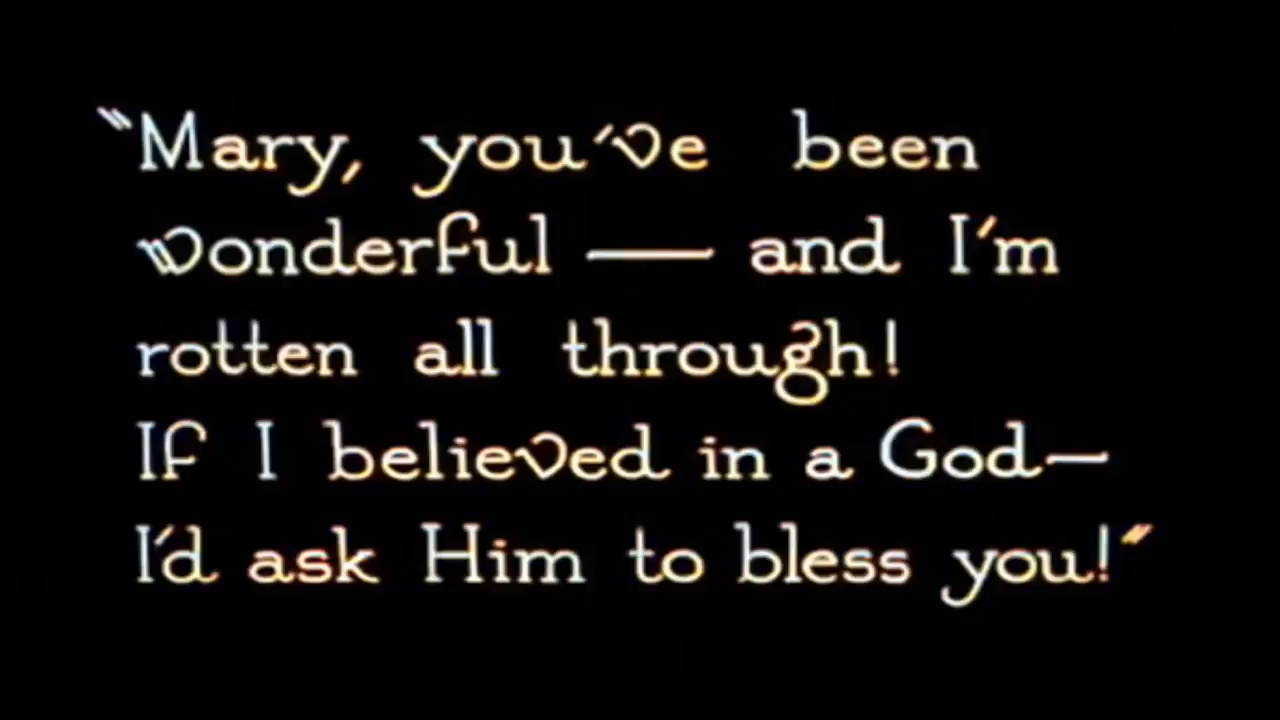 "Mary, you've been
wonderful — and I'm
rotten all through!
If I believed in a God—
I'd ask Him to bless you!"